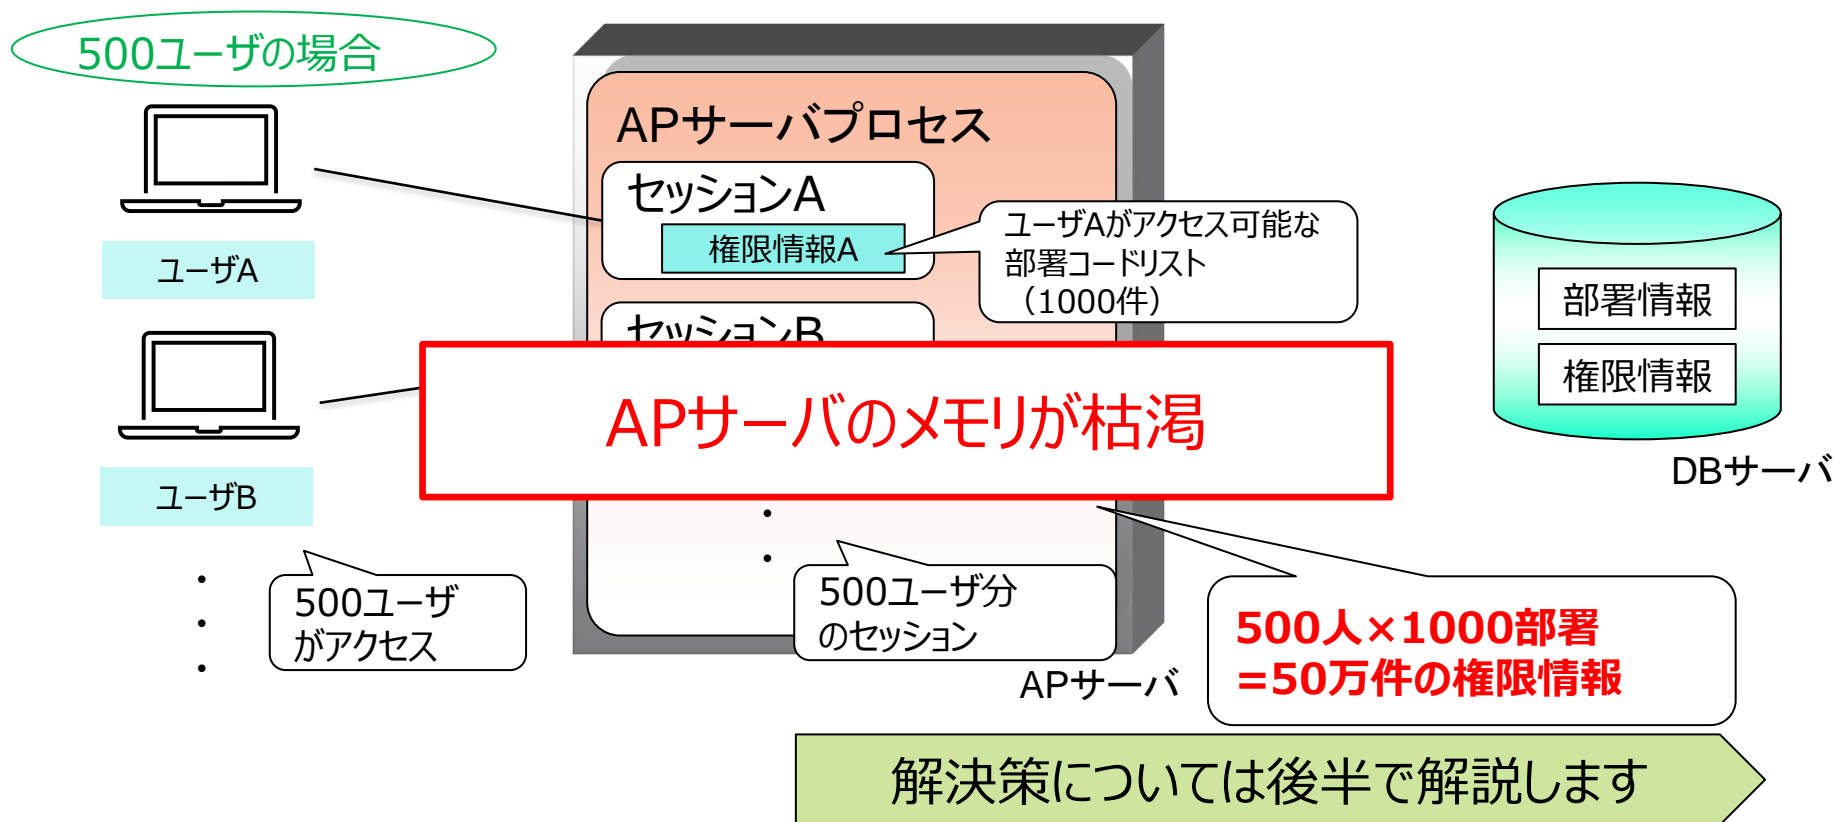 500ユーザの場合
APサーバプロセス
セッションA
権限情報A
ユーザAがアクセス可能な
部署コードリスト
（1000件）
ユーザA
セッションB
部署情報
権限情報
APサーバのメモリが枯渇
DBサーバ
ユーザB
・
・
・
・
・
500ユーザ
がアクセス
500ユーザ分
のセッション
500人×1000部署
=50万件の権限情報
APサーバ
解決策については後半で解説します